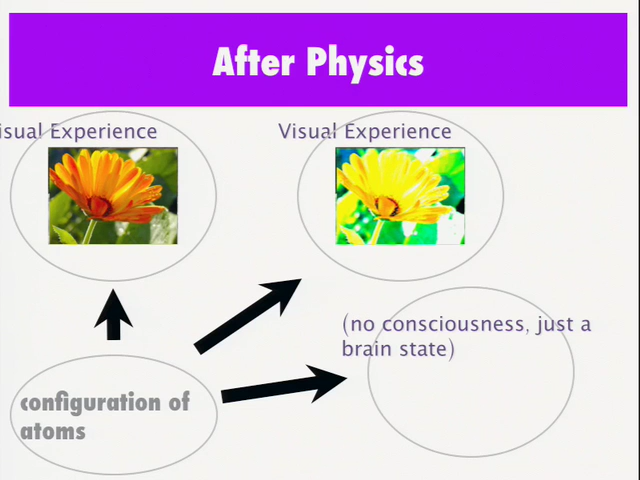 After Physics
isual Experience
Visual Experience
(no consciousness, just a
brain state)
configuration of
atoms